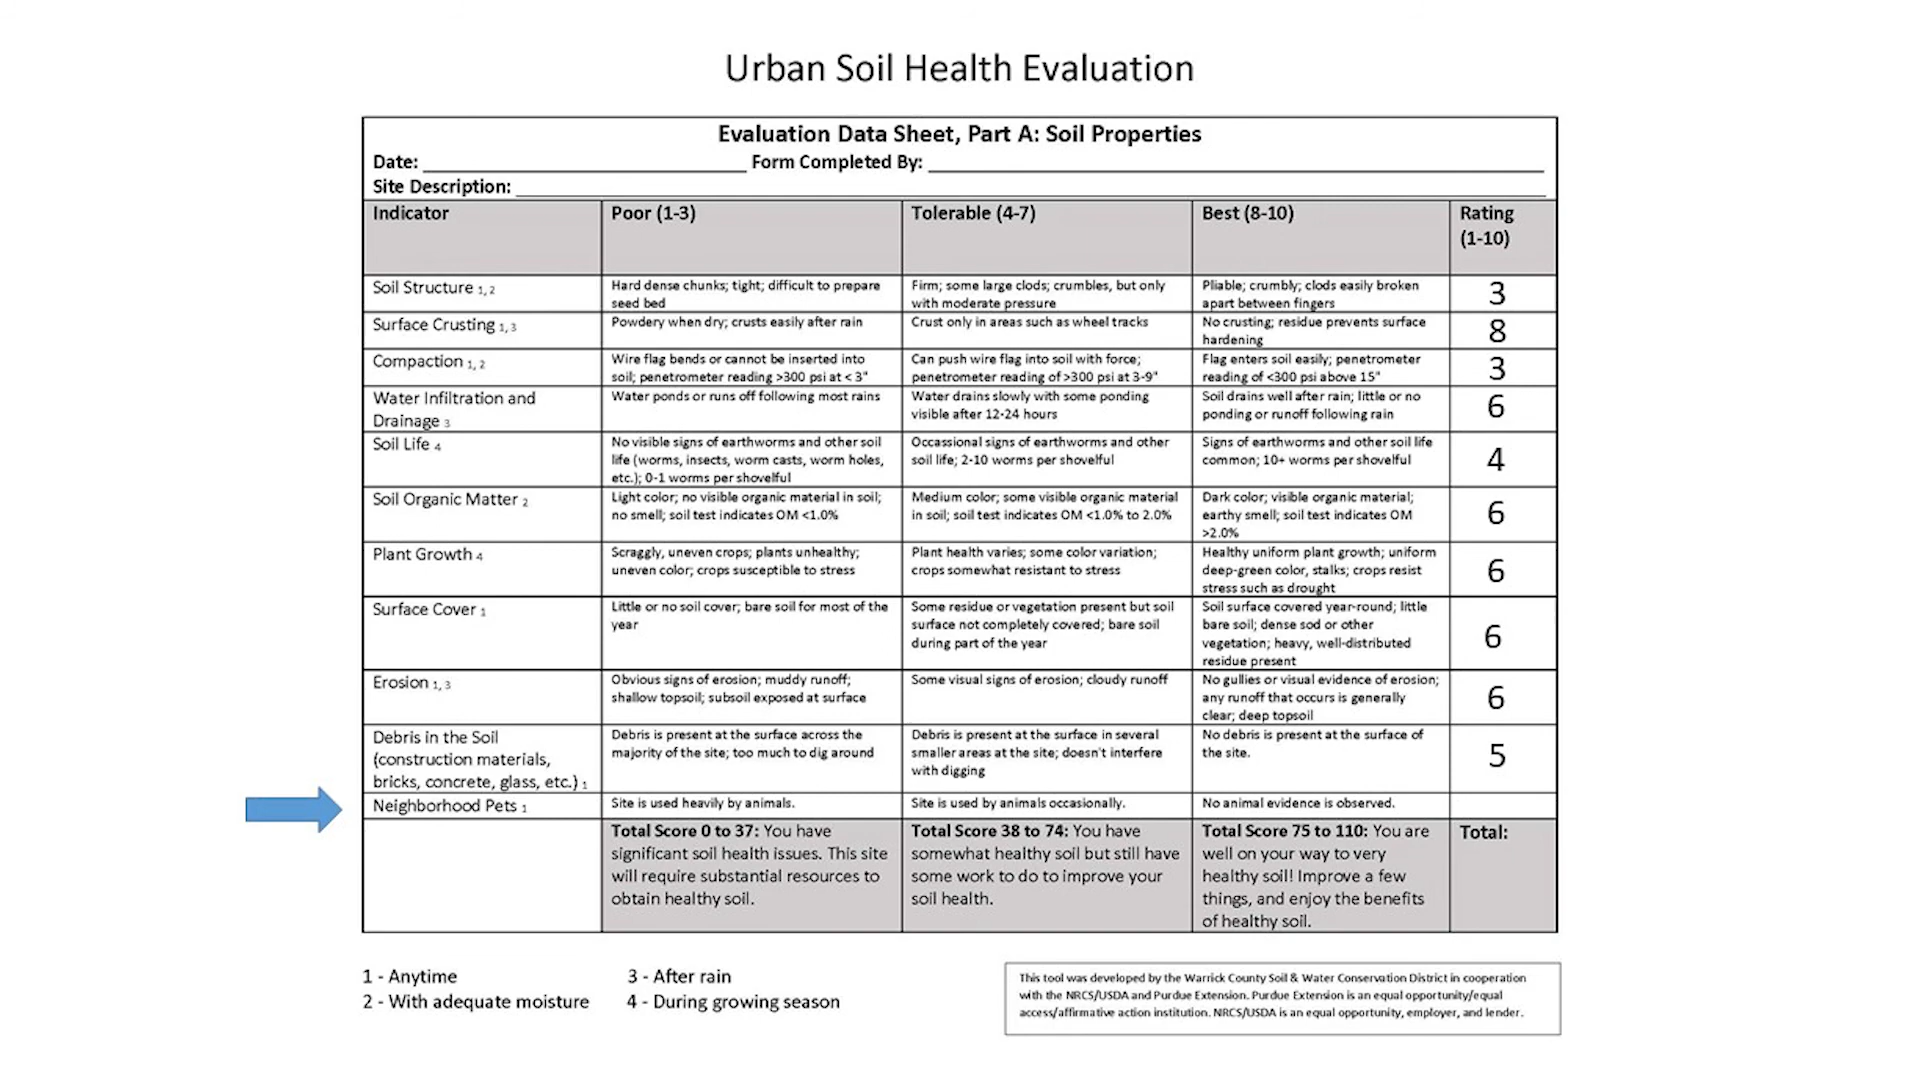 Urban Soil Health Evaluation
Evaluation Data Sheet, Part A: Soil Properties
Date: ______ Form Completed By: ______
Site Description: ______
Indicator
Poor (1-3)
Tolerable (4-7)
Best (8-10)
Rating
(1-10)
Soil Structure 1, 2
Hard dense chunks; tight; difficult to prepare
seed bed
Firm; some large clods; crumbles, but only
with moderate pressure
Pliable; crumbly; clods easily broken
apart between fingers
3
Surface Crusting 1, 3
Powdery when dry; crusts easily after rain
Crust only in areas such as wheel tracks
No crusting; residue prevents surface
hardening
8
Compaction 1, 2
Wire flag bends or cannot be inserted into
soil; penetrometer reading >300 psi at < 3"
Can push wire flag into soil with force;
penetrometer reading of >300 psi at 3-9"
Flag enters soil easily; penetrometer
reading of <300 psi above 15"
3
Water Infiltration and
Drainage 3
Water ponds or runs off following most rains
Water drains slowly with some ponding
visible after 12-24 hours
Soil drains well after rain; little or no
ponding or runoff following rain
6
Soil Life 4
No visible signs of earthworms and other soil
life (worms, insects, worm casts, worm holes,
etc.); 0-1 worms per shovelful
Occassional signs of earthworms and other
soil life; 2-10 worms per shovelful
Signs of earthworms and other soil life
common; 10+ worms per shovelful
4
Soil Organic Matter 2
Light color; no visible organic material in soil;
no smell; soil test indicates OM <1.0%
Medium color; some visible organic material
in soil; soil test indicates OM <1.0% to 2.0%
Dark color; visible organic material;
earthy smell; soil test indicates OM
>2.0%
6
Plant Growth 4
Scraggly, uneven crops; plants unhealthy;
uneven color; crops susceptible to stress
Plant health varies; some color variation;
crops somewhat resistant to stress
Healthy uniform plant growth; uniform
deep-green color, stalks; crops resist
stress such as drought
6
Surface Cover 1
Little or no soil cover; bare soil for most of the
year
Some residue or vegetation present but soil
surface not completely covered; bare soil
during part of the year
Soil surface covered year-round; little
bare soil; dense sod or other
vegetation; heavy, well-distributed
residue present
6
Erosion 1, 3
Obvious signs of erosion; muddy runoff;
shallow topsoil; subsoil exposed at surface
Some visual signs of erosion; cloudy runoff
No gullies or visual evidence of erosion;
any runoff that occurs is generally
clear; deep topsoil
6
Debris in the Soil
(construction materials,
bricks, concrete, glass, etc.) 1
Debris is present at the surface across the
majority of the site; too much to dig around
Debris is present at the surface in several
smaller areas at the site; doesn't interfere
with digging
No debris is present at the surface of
the site.
5
Neighborhood Pets 1
Site is used heavily by animals.
Site is used by animals occasionally.
No animal evidence is observed.
Total Score 0 to 37: You have
significant soil health issues. This site
will require substantial resources to
obtain healthy soil.
Total Score 38 to 74: You have
somewhat healthy soil but still have
some work to do to improve your
soil health.
Total Score 75 to 110: You are
well on your way to very
healthy soil! Improve a few
things, and enjoy the benefits
of healthy soil.
Total:
1 - Anytime
2 - With adequate moisture
3 - After rain
4 - During growing season
This tool was developed by the Warrick County Soil & Water Conservation District in cooperation
with the NRCS/USDA and Purdue Extension. Purdue Extension is an equal opportunity/equal
access/affirmative action institution. NRCS/USDA is an equal opportunity, employer, and lender.